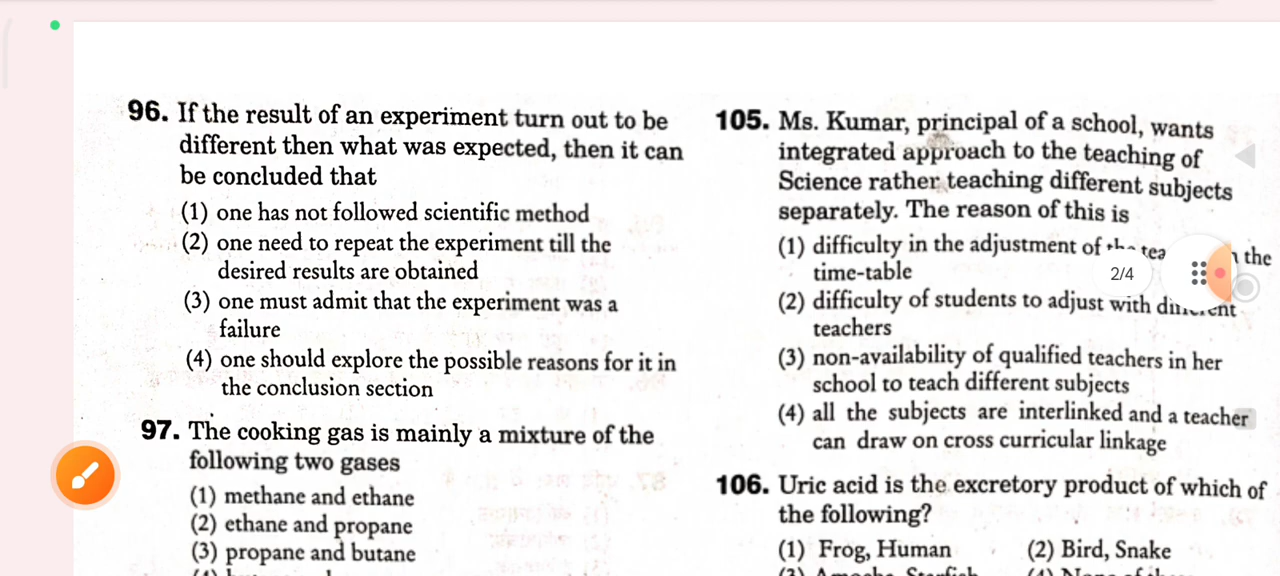 96. If the result of an experiment turn out to be
different then what was expected, then it can
be concluded that
(1) one has not followed scientific method
(2) one need to repeat the experiment till the
desired results are obtained
(3) one must admit that the experiment was a
failure
(4) one should explore the possible reasons for it in
the conclusion section
97. The cooking gas is mainly a mixture of the
following two gases
(1) methane and ethane
(2) ethane and propane
(3) propane and butane
105. Ms. Kumar, principal of a school, wants
integrated approach to the teaching of
Science rather teaching different subjects
separately. The reason of this is
(1) difficulty in the adjustment of the
time-table
(2) difficulty of students to adjust with
teachers
(3) non-availability of qualified teachers in her
school to teach different subjects
(4) all the subjects are interlinked and a teacher
can draw on cross curricular linkage
106. Uric acid is the excretory product of which of
the following?
(1) Frog, Human (2) Bird, Snake
2/4